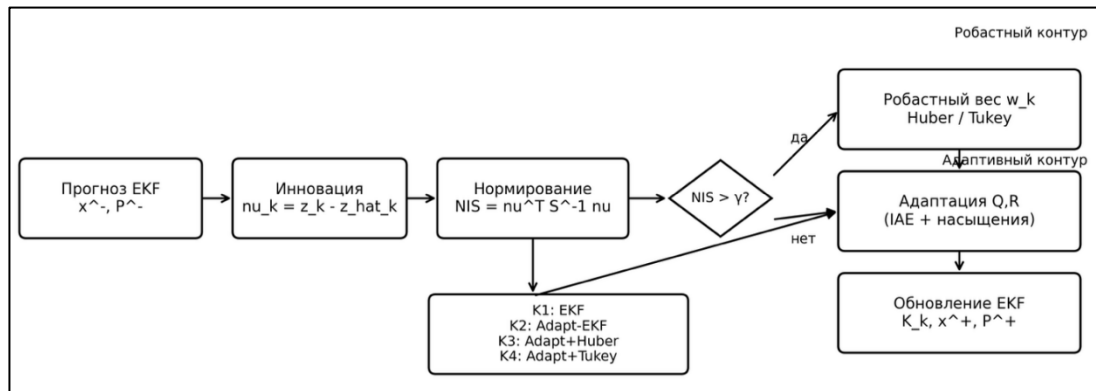 Робастный контур
Робастный вес w_k
Huber / Tukey
да
Адаптивный контур
Прогноз EKF
x^-, P^-
Инновация
nu_k = z_k - z_hat_k
Нормирование
NIS = nu^T S^-1 nu
NIS > γ?
Адаптация Q,R
(IAE + насыщения)
нет
K1: EKF
K2: Adapt-EKF
K3: Adapt+Huber
K4: Adapt+Tukey
Обновление EKF
K_k, x^+, P^+